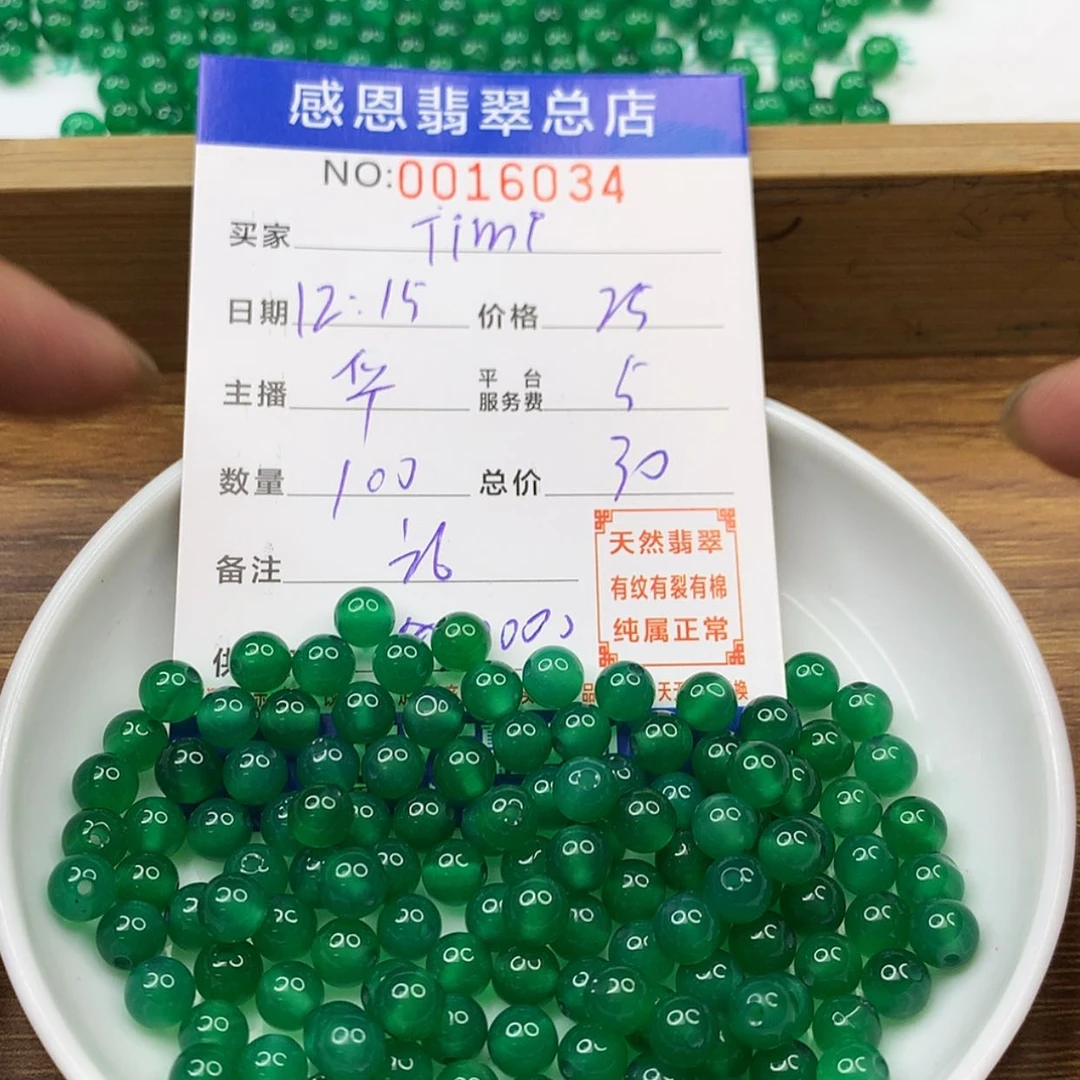 感恩翡翠总店
NO:0016034
买家 Timi
日期 12:15 价格 25
主播 华 平台服务费 5
数量 100 总价 30
备注
天然翡翠
有纹有裂有棉
纯属正常
供